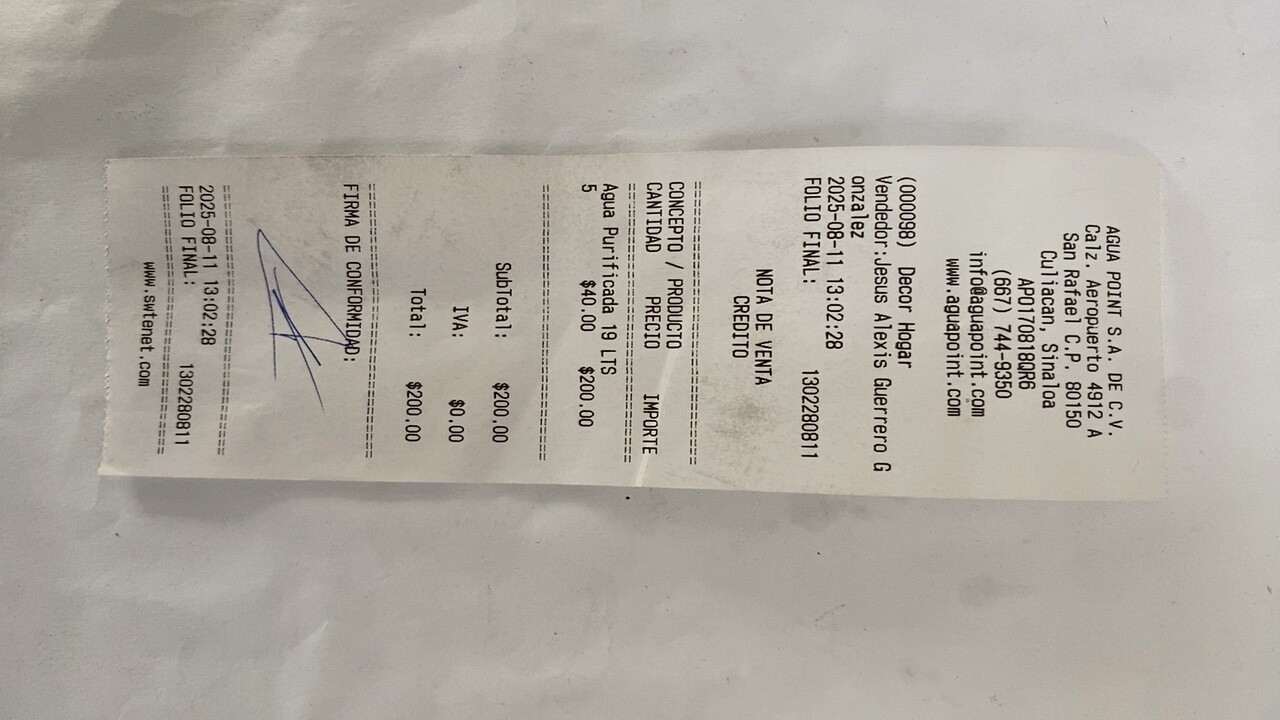 AGUA POINT S.A. DE C.V.
Calz. Aeropuerto 4912 A
San Rafael C.P. 80150
Culiacan, Sinaloa
APO170818QR6
(667) 744-9350
info@aguapoint.com
www.aguapoint.com
(000098) Decor Hogar
Vendedor:Jesus Alexis Guerrero G
onzalez
2025-08-11 13:02:28
FOLIO FINAL: 1302280811
NOTA DE VENTA
CREDITO
================================
CONCEPTO / PRODUCTO
CANTIDAD PRECIO IMPORTE
================================
Agua Purificada 19 LTS
5 $40.00 $200.00
================================
SubTotal: $200.00
IVA: $0.00
Total: $200.00
================================
FIRMA DE CONFORMIDAD:
================================
2025-08-11 13:02:28
FOLIO FINAL: 1302280811
================================
www.swtenet.com